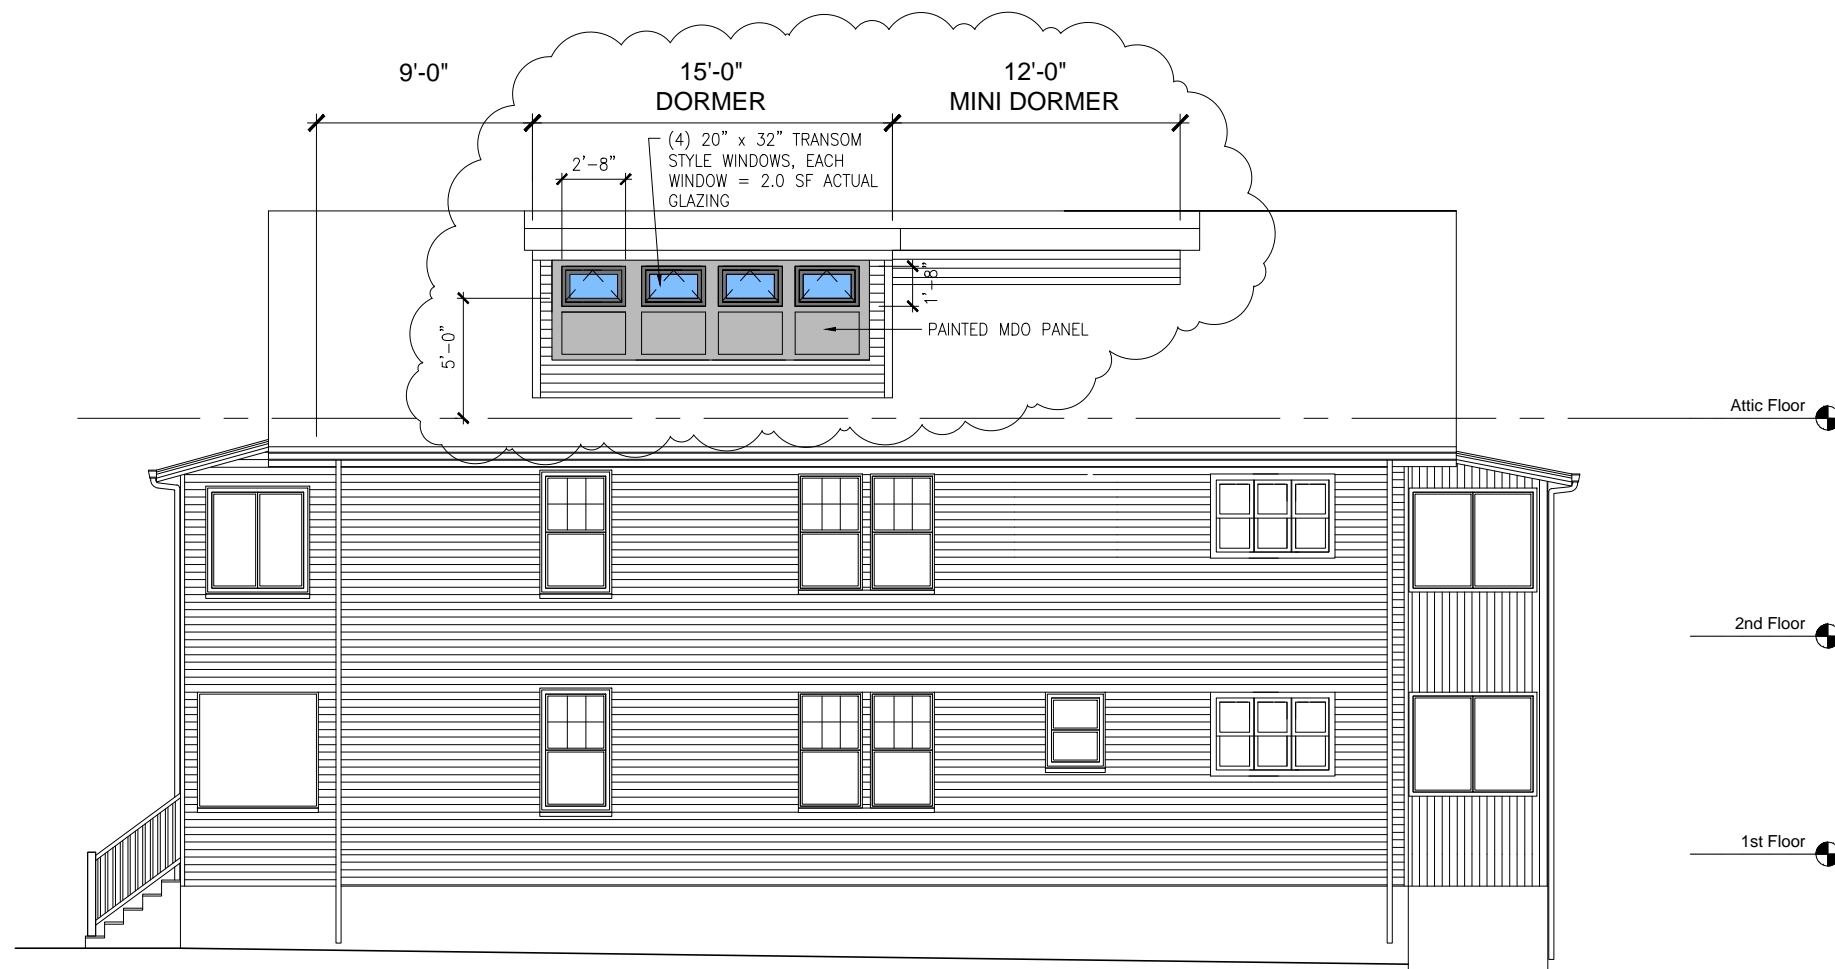 9'-0"
15'-0"
DORMER
12'-0"
MINI DORMER
(4) 20" x 32" TRANSOM
STYLE WINDOWS, EACH
WINDOW = 2.0 SF ACTUAL
GLAZING
2'-8"
1'-8"
5'-0"
PAINTED MDO PANEL
Attic Floor
2nd Floor
1st Floor